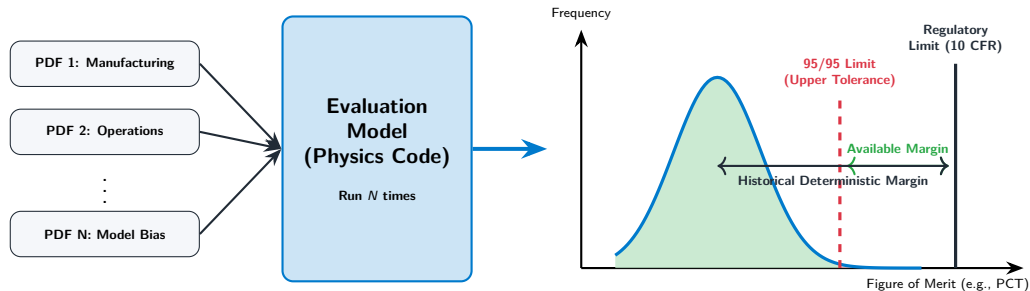 PDF 1: Manufacturing
PDF 2: Operations
PDF N: Model Bias
Evaluation
Model
(Physics Code)
Run N times
Frequency
Regulatory
Limit (10 CFR)
95/95 Limit
(Upper Tolerance)
Available Margin
Historical Deterministic Margin
Figure of Merit (e.g., PCT)